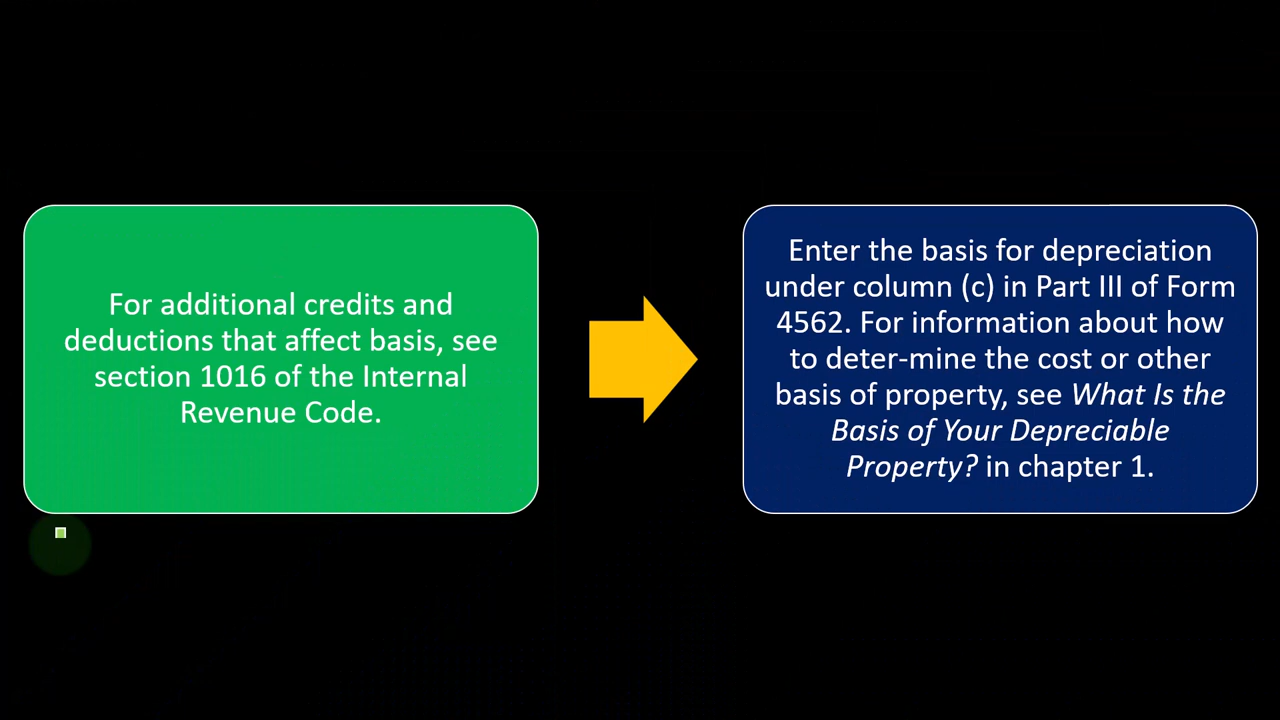 For additional credits and
deductions that affect basis, see
section 1016 of the Internal
Revenue Code.
Enter the basis for depreciation
under column (c) in Part III of Form
4562. For information about how
to deter-mine the cost or other
basis of property, see What Is the
Basis of Your Depreciable
Property? in chapter 1.